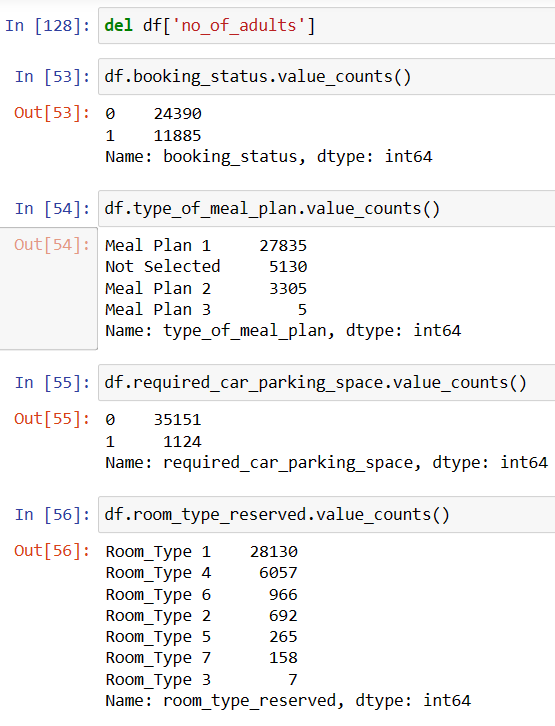 In [128]: del df['no_of_adults']
In [53]: df.booking_status.value_counts()
Out[53]: 0    24390
1    11885
Name: booking_status, dtype: int64
In [54]: df.type_of_meal_plan.value_counts()
Out[54]: Meal Plan 1     27835
Not Selected     5130
Meal Plan 2      3305
Meal Plan 3         5
Name: type_of_meal_plan, dtype: int64
In [55]: df.required_car_parking_space.value_counts()
Out[55]: 0    35151
1     1124
Name: required_car_parking_space, dtype: int64
In [56]: df.room_type_reserved.value_counts()
Out[56]: Room_Type 1    28130
Room_Type 4     6057
Room_Type 6      966
Room_Type 2      692
Room_Type 5      265
Room_Type 7      158
Room_Type 3        7
Name: room_type_reserved, dtype: int64